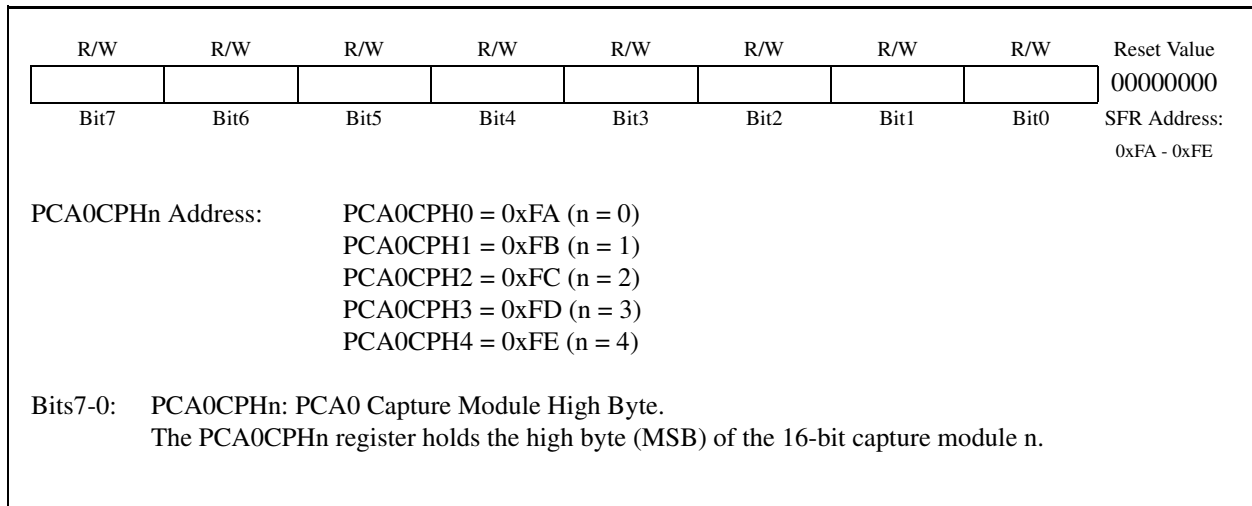 R/W R/W R/W R/W R/W R/W R/W R/W Reset Value
00000000
Bit7 Bit6 Bit5 Bit4 Bit3 Bit2 Bit1 Bit0 SFR Address:
0xFA - 0xFE
PCA0CPHn Address: PCA0CPH0 = 0xFA (n = 0)
PCA0CPH1 = 0xFB (n = 1)
PCA0CPH2 = 0xFC (n = 2)
PCA0CPH3 = 0xFD (n = 3)
PCA0CPH4 = 0xFE (n = 4)
Bits7-0: PCA0CPHn: PCA0 Capture Module High Byte.
The PCA0CPHn register holds the high byte (MSB) of the 16-bit capture module n.